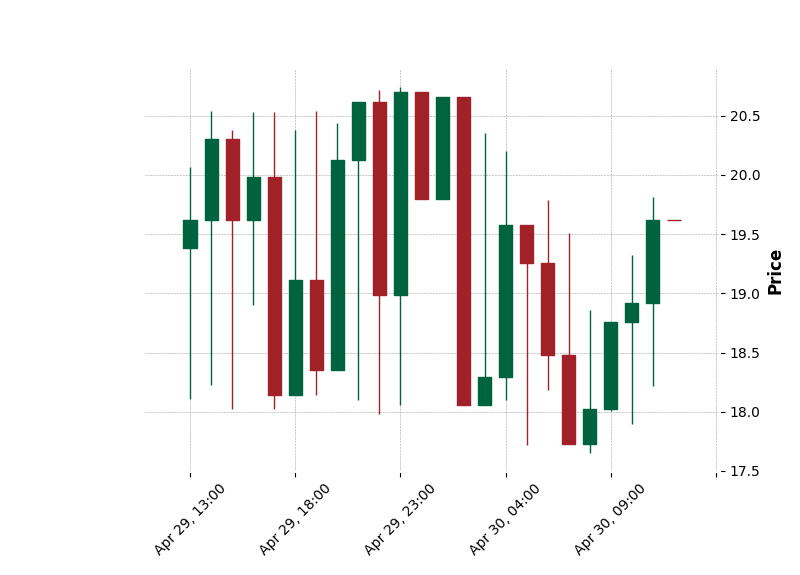 20.5
20.0
19.5
19.0
18.5
18.0
17.5
Price
Apr 29, 13:00
Apr 29, 18:00
Apr 29, 23:00
Apr 30, 04:00
Apr 30, 09:00